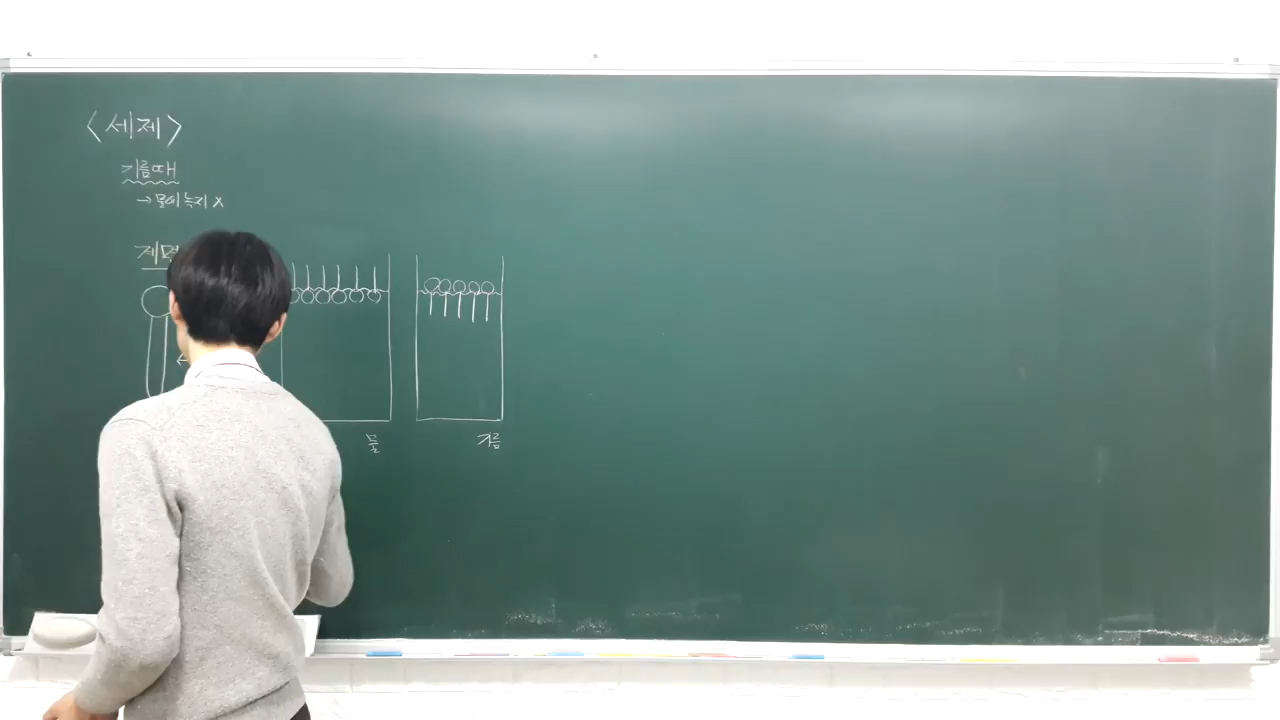 <세제>
기름때
→ 물에 녹지 x
물
기름